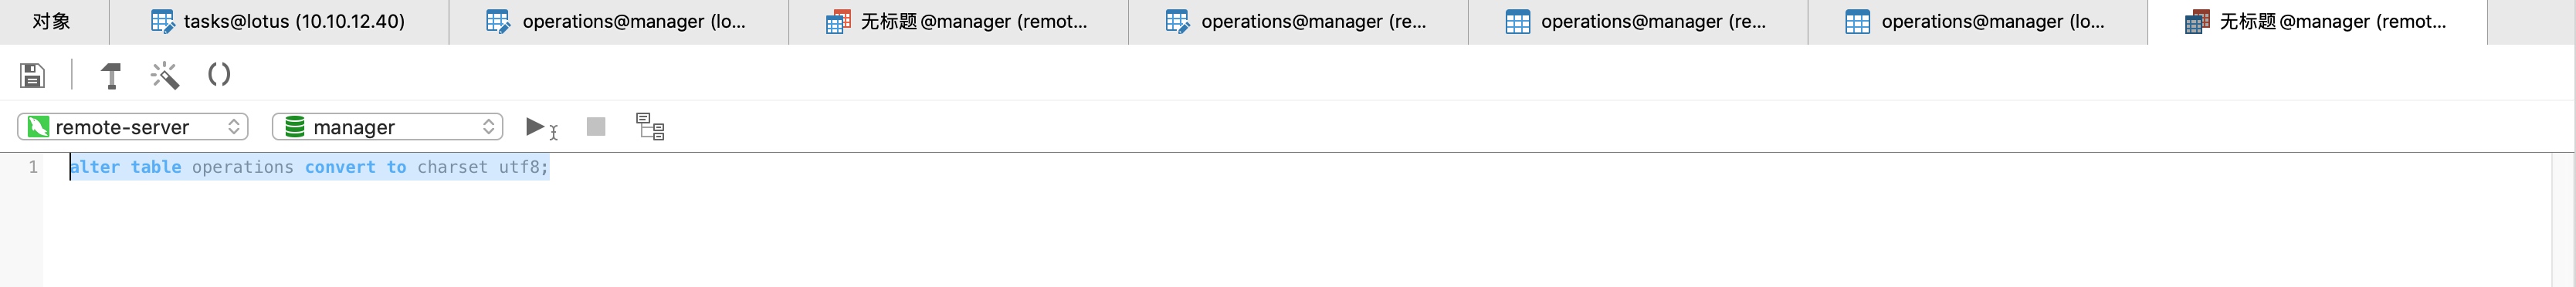 对象
tasks@lotus (10.10.12.40)
operations@manager (lo...
无标题@manager (remot...
operations@manager (re...
operations@manager (re...
operations@manager (lo...
无标题@manager (remot...
remote-server
manager
1 alter table operations convert to charset utf8;